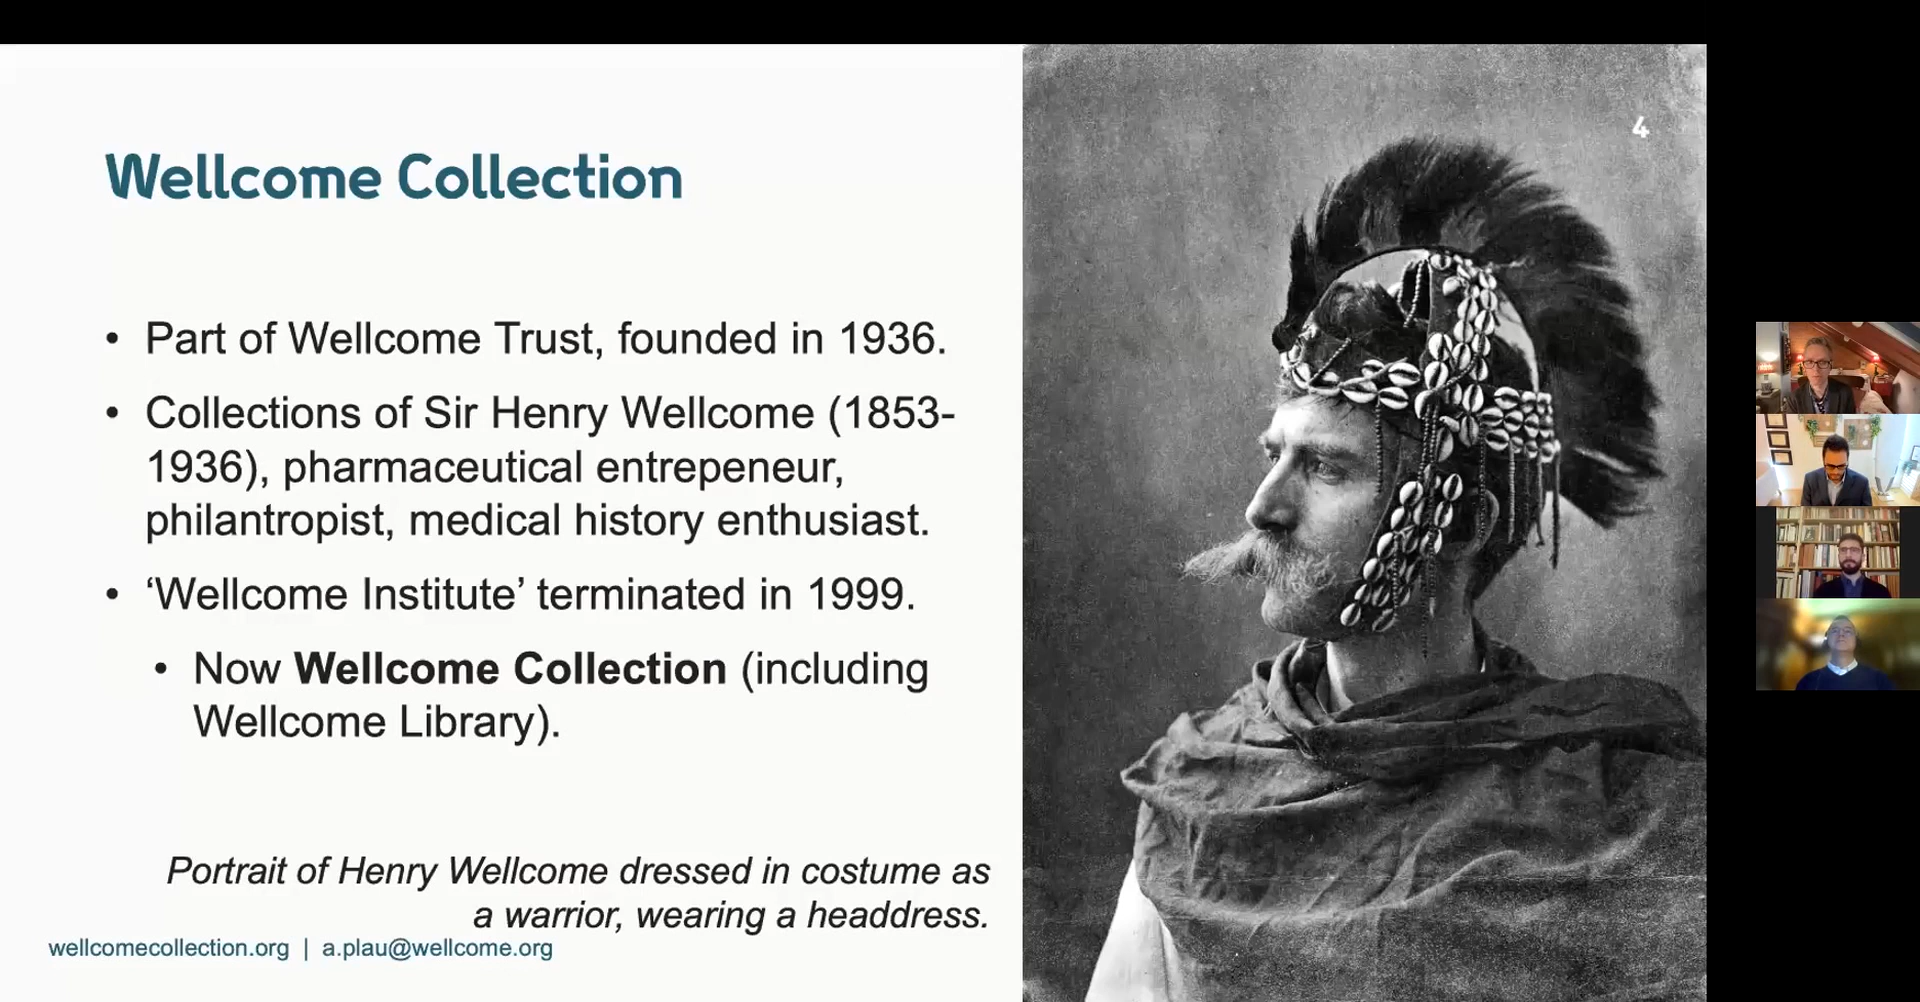 4
Wellcome Collection
• Part of Wellcome Trust, founded in 1936.
• Collections of Sir Henry Wellcome (1853-
1936), pharmaceutical entrepeneur,
philantropist, medical history enthusiast.
• ‘Wellcome Institute’ terminated in 1999.
• Now Wellcome Collection (including
Wellcome Library).
Portrait of Henry Wellcome dressed in costume as
a warrior, wearing a headdress.
wellcomecollection.org | a.plau@wellcome.org